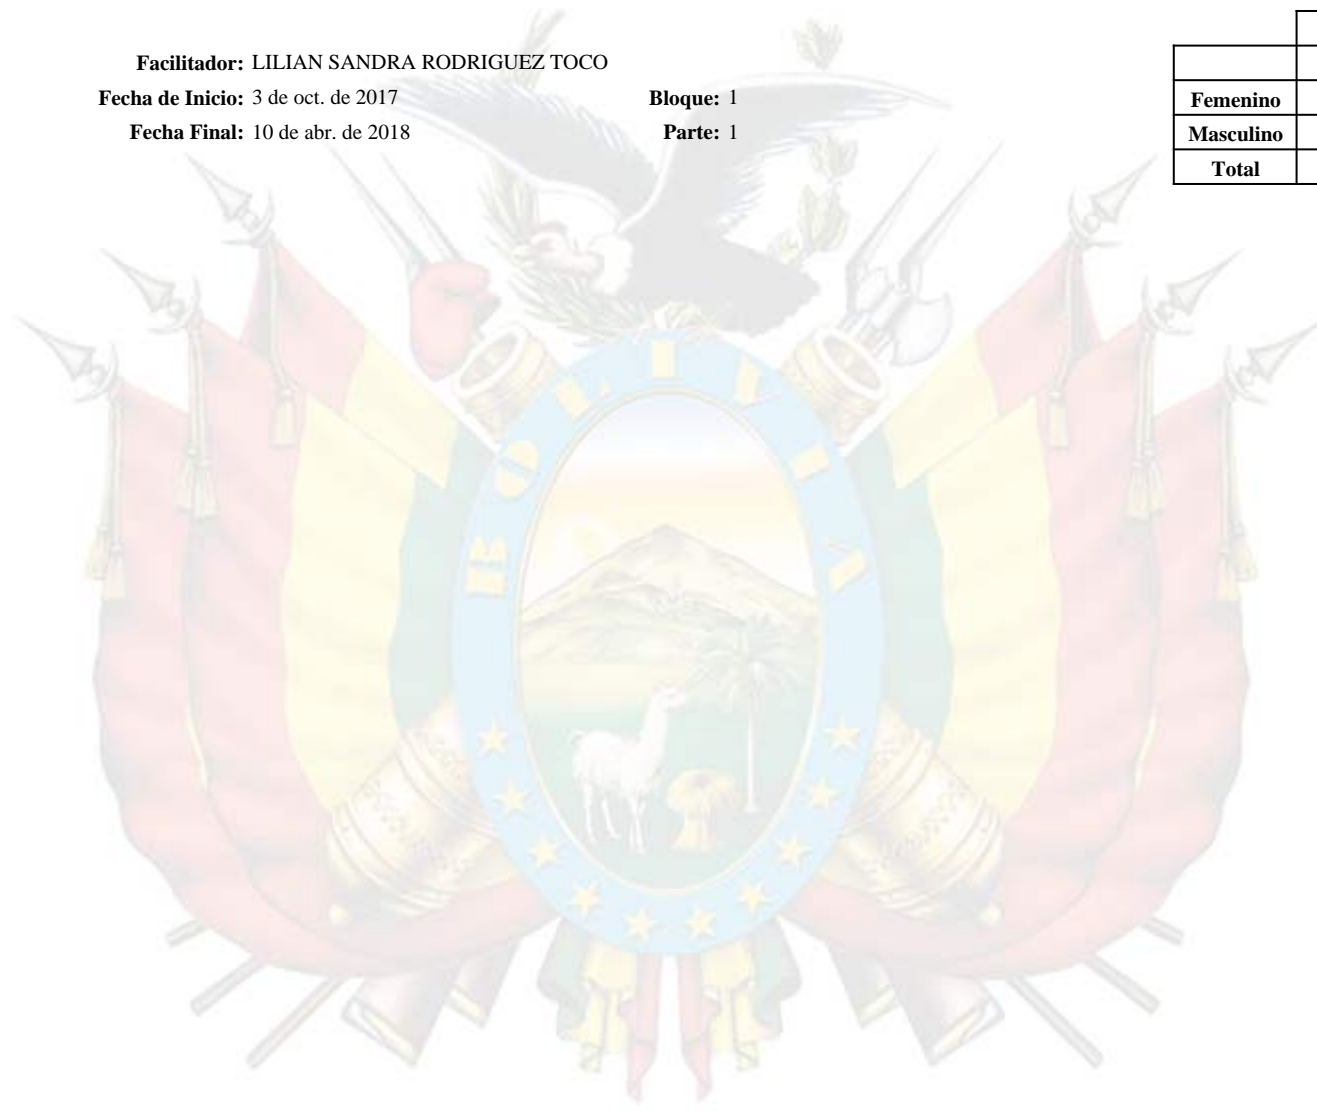 Facilitador: LILIAN SANDRA RODRIGUEZ TOCO
Fecha de Inicio: 3 de oct. de 2017 Bloque: 1
Fecha Final: 10 de abr. de 2018 Parte: 1
Femenino
Masculino
Total
BOLIVIA